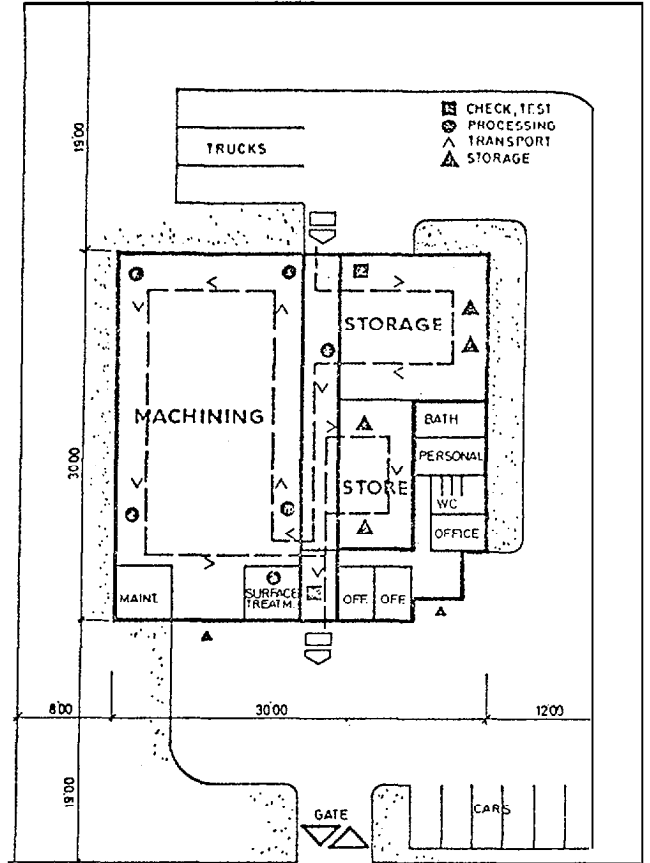 CHECK, TEST
PROCESSING
TRANSPORT
STORAGE
TRUCKS
19'00
STORAGE
MACHINING
BATH
PERSONAL
30'00
STORE
WC
OFFICE
MAINT.
SURFACE
TREATM.
OFF.
OFF.
8'00
30'00
12'00
19'00
GATE
CARS